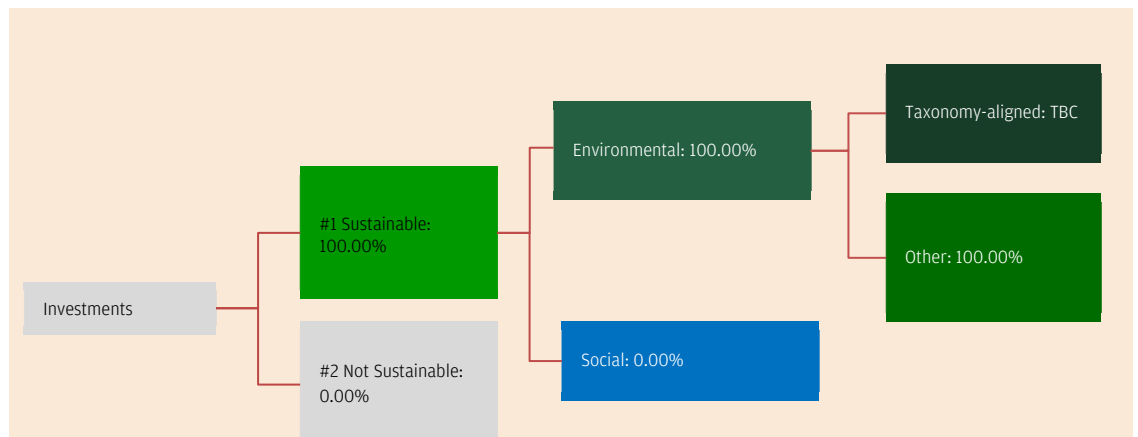 Investments
#1 Sustainable:
100.00%
#2 Not Sustainable:
0.00%
Environmental: 100.00%
Social: 0.00%
Taxonomy-aligned: TBC
Other: 100.00%